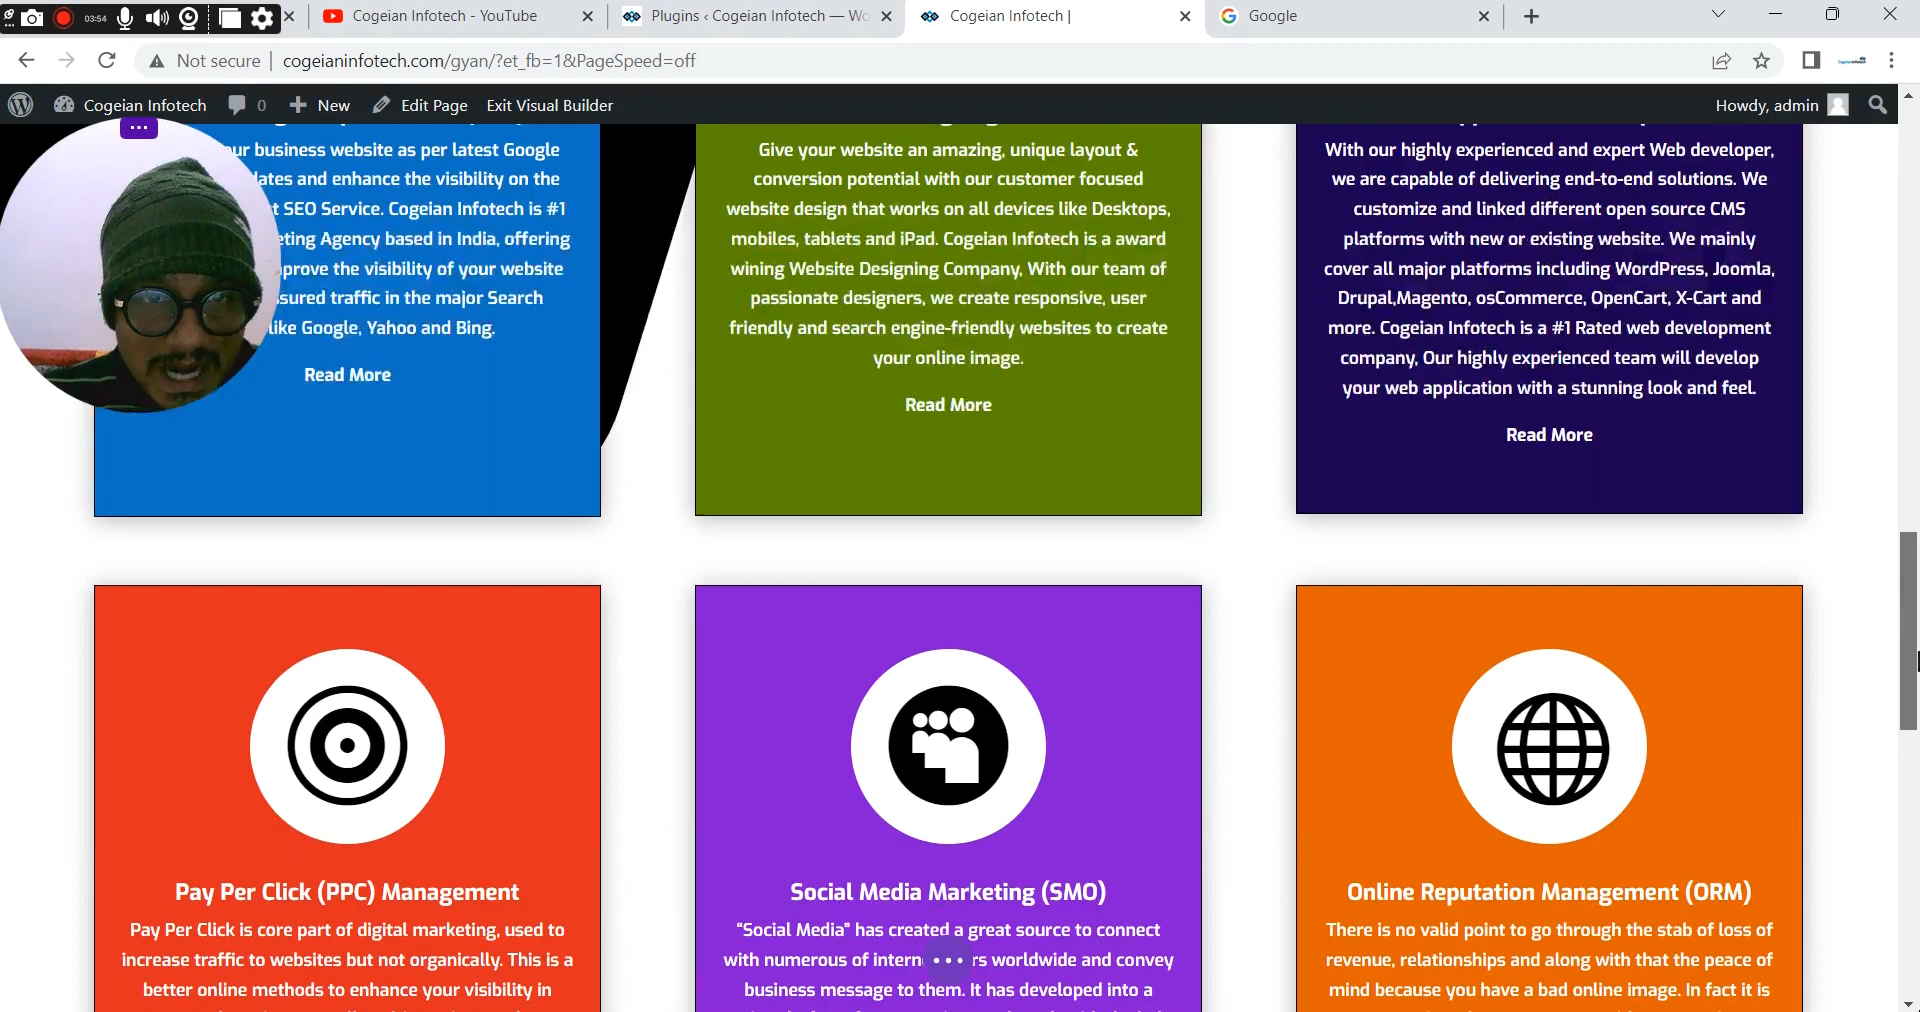 03:54
Cogeian Infotech - YouTube
Plugins ‹ Cogeian Infotech — Wo
Cogeian Infotech |
Google
Not secure
cogeianinfotech.com/gyan/?et_fb=1&PageSpeed=off
Cogeian Infotech
0
New
Edit Page
Exit Visual Builder
Howdy, admin
ur business website as per latest Google
lates and enhance the visibility on the
t SEO Service. Cogeian Infotech is #1
eting Agency based in India, offering
prove the visibility of your website
sured traffic in the major Search
like Google, Yahoo and Bing.
Read More
Give your website an amazing, unique layout &
conversion potential with our customer focused
website design that works on all devices like Desktops,
mobiles, tablets and iPad. Cogeian Infotech is a award
wining Website Designing Company, With our team of
passionate designers, we create responsive, user
friendly and search engine-friendly websites to create
your online image.
Read More
With our highly experienced and expert Web developer,
we are capable of delivering end-to-end solutions. We
customize and linked different open source CMS
platforms with new or existing website. We mainly
cover all major platforms including WordPress, Joomla,
Drupal,Magento, osCommerce, OpenCart, X-Cart and
more. Cogeian Infotech is a #1 Rated web development
company, Our highly experienced team will develop
your web application with a stunning look and feel.
Read More
Pay Per Click (PPC) Management
Pay Per Click is core part of digital marketing, used to
increase traffic to websites but not organically. This is a
better online methods to enhance your visibility in
Social Media Marketing (SMO)
“Social Media” has created a great source to connect
with numerous of intern rs worldwide and convey
business message to them. It has developed into a
Online Reputation Management (ORM)
There is no valid point to go through the stab of loss of
revenue, relationships and along with that the peace of
mind because you have a bad online image. In fact it is